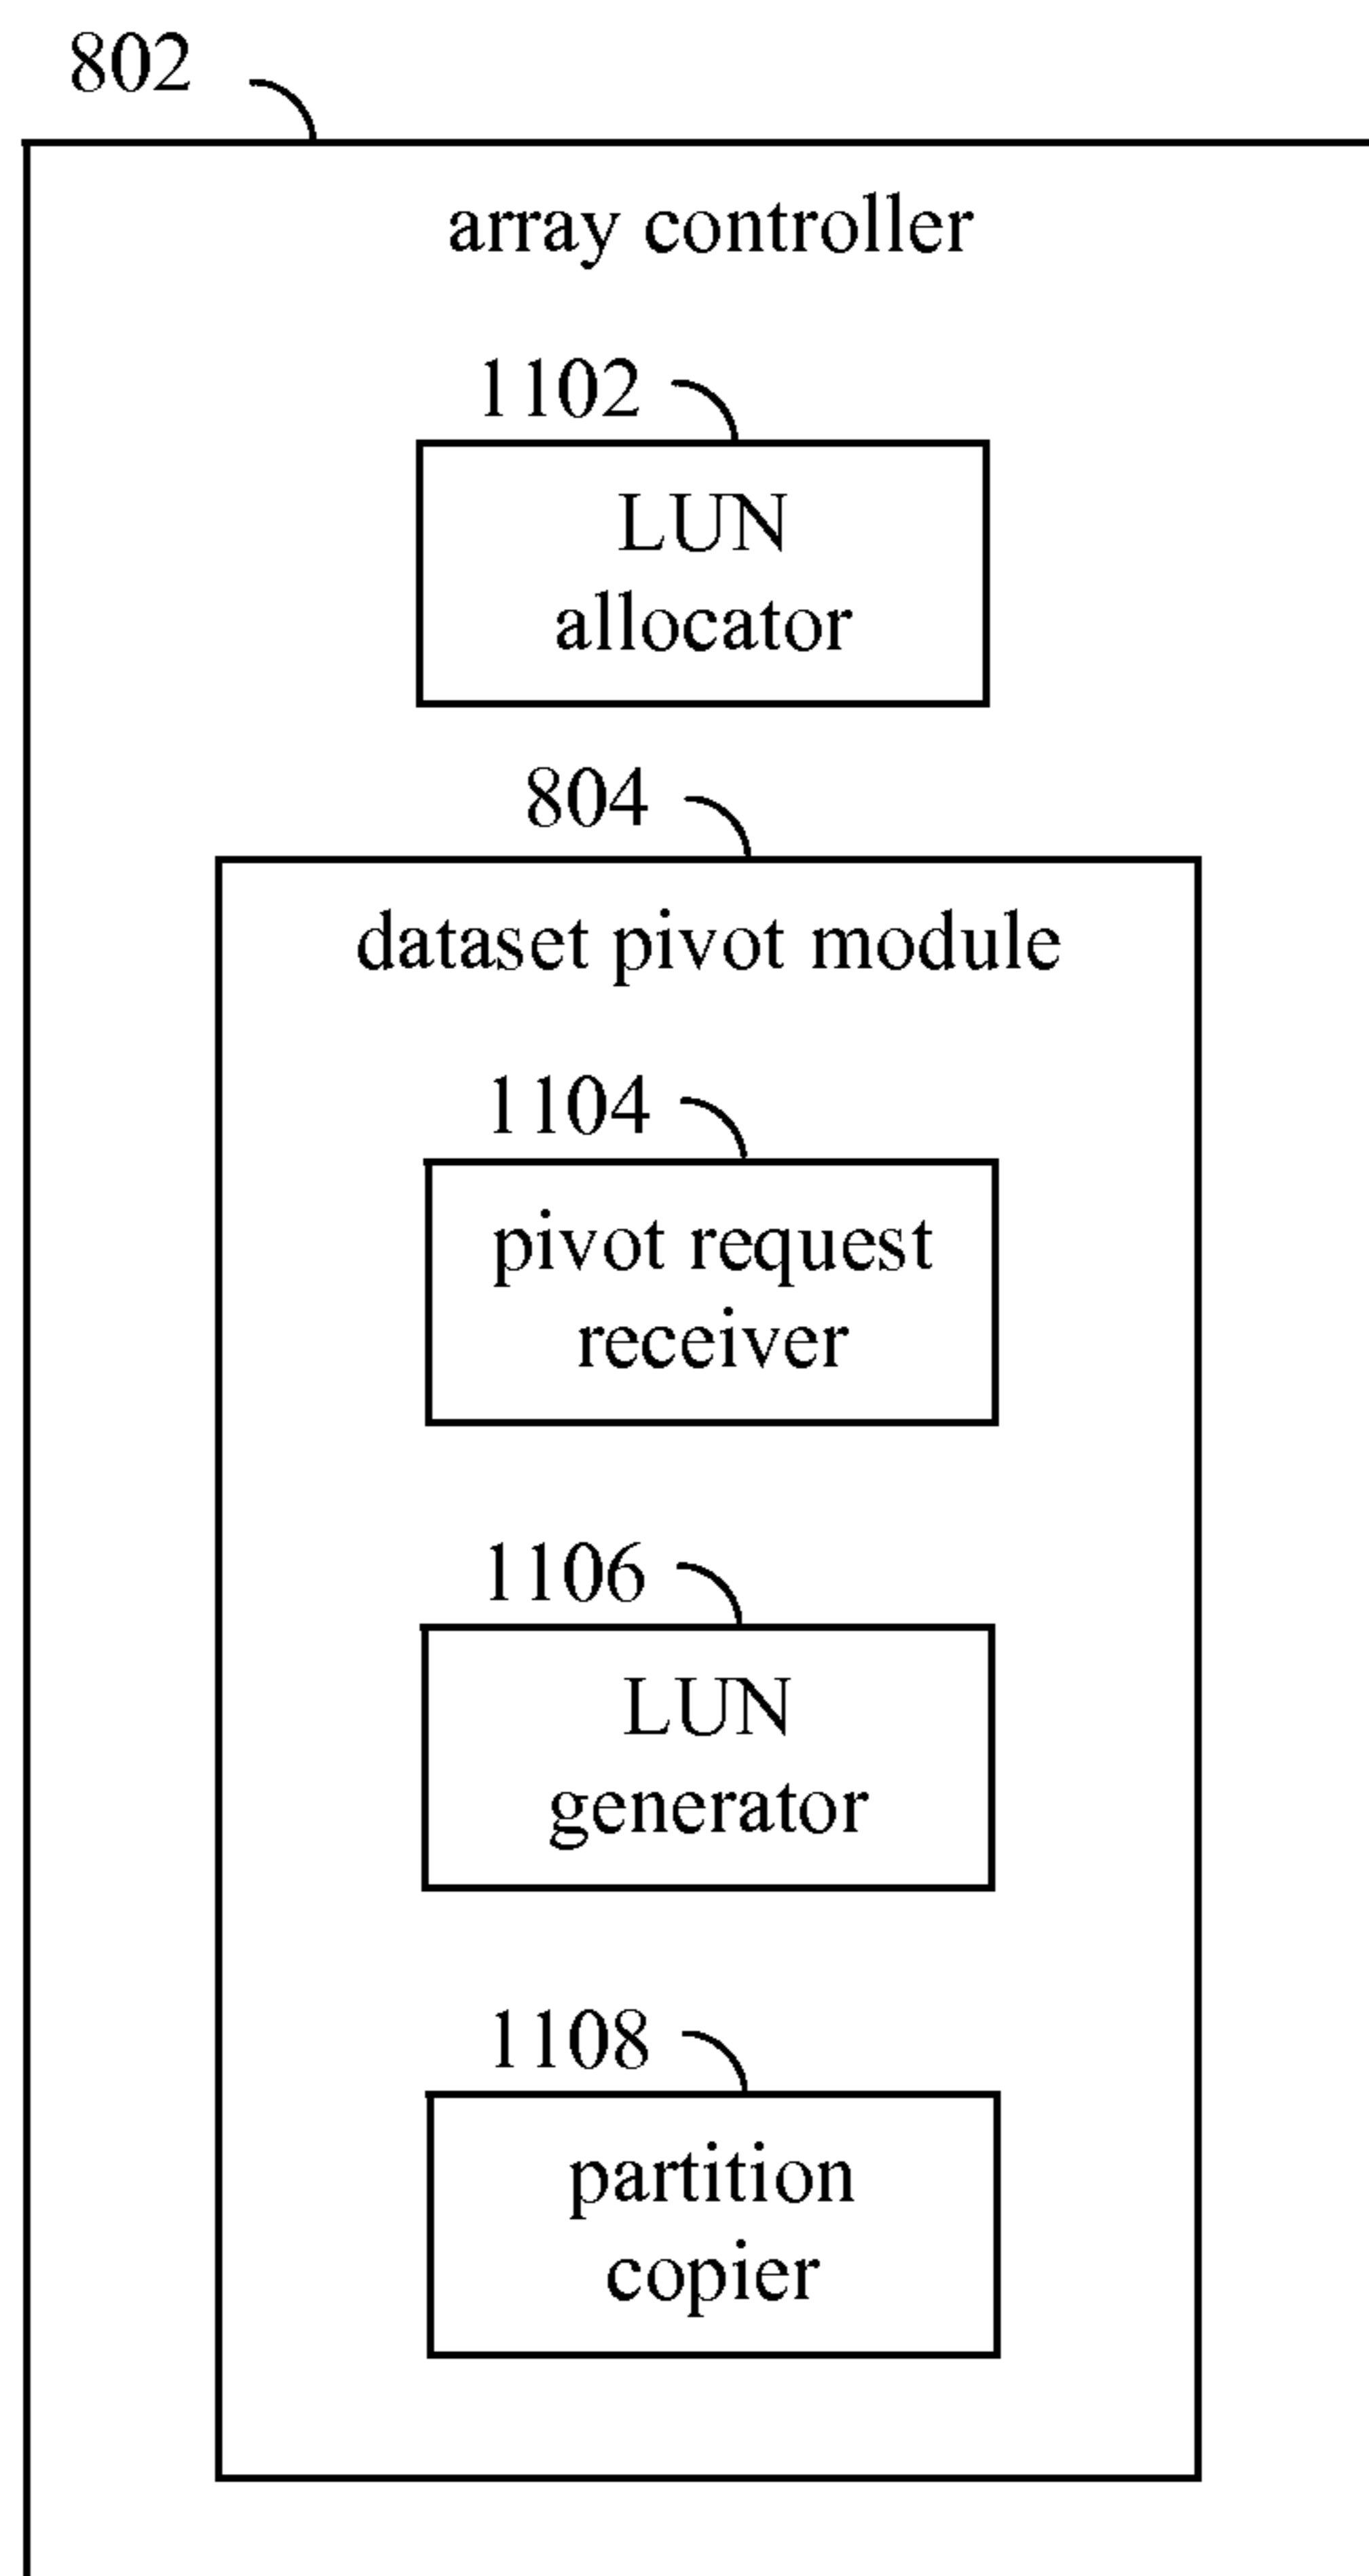 802
array controller
1102
LUN
allocator
804
dataset pivot module
1104
pivot request
receiver
1106
LUN
generator
1108
partition
copier